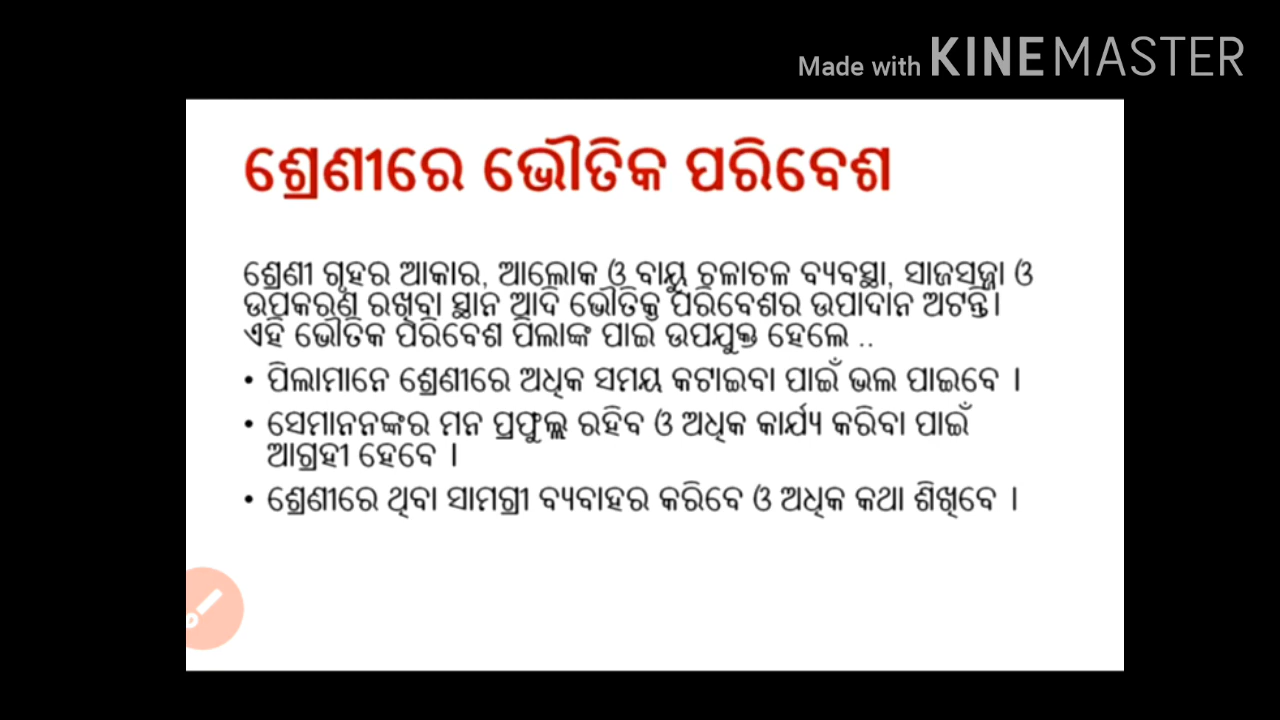 Made with KINEMASTER
ଶ୍ରେଣୀରେ ଭୌତିକ ପରିବେଶ
ଶ୍ରେଣୀ ଗୃହର ଆକାର, ଆଲୋକ ଓ ବାୟୁ ଚଳାଚଳ ବ୍ୟବସ୍ଥା, ସାଜସଜ୍ଜା ଓ
ଉପକରଣ ରଖିବା ସ୍ଥାନ ଆଦି ଭୌତିକ୍ତ ପରିବେଶର ଉପାଦାନ ଅଟନ୍ତି।
ଏହି ଭୌତିକ ପରିବେଶ ପିଲାଙ୍କ ପାଇଁ ଉପଯୁକ୍ତ ହେଲେ ..
• ପିଲାମାନେ ଶ୍ରେଣୀରେ ଅଧିକ ସମୟ କଟାଇବା ପାଇଁ ଭଲ ପାଇବେ ।
• ସେମାନନଙ୍କର ମନ ପ୍ରଫୁଲ୍ଲ ରହିବ ଓ ଅଧିକ କାର୍ଯ୍ୟ କରିବା ପାଇଁ
ଆଗ୍ରହୀ ହେବେ ।
• ଶ୍ରେଣୀରେ ଥିବା ସାମଗ୍ରୀ ବ୍ୟବାହର କରିବେ ଓ ଅଧିକ କଥା ଶିଖିବେ ।